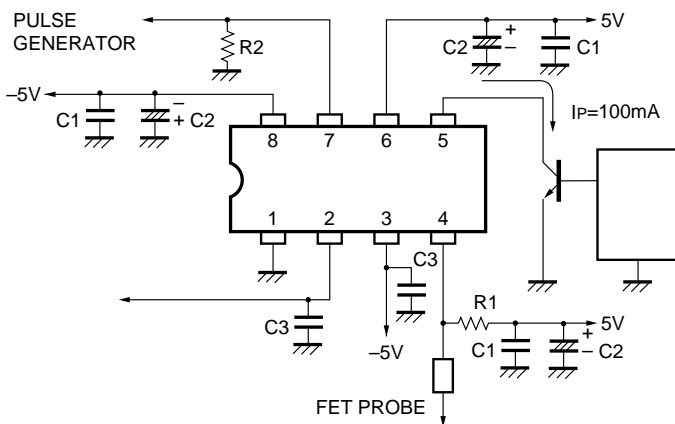 PULSE
GENERATOR
R2
+
C2
–
C1
5V
–5V
C1
–
+ C2
IP=100mA
8 7 6 5
1 2 3 4
C3
C3
–5V
R1
5V
C1
+
– C2
FET PROBE